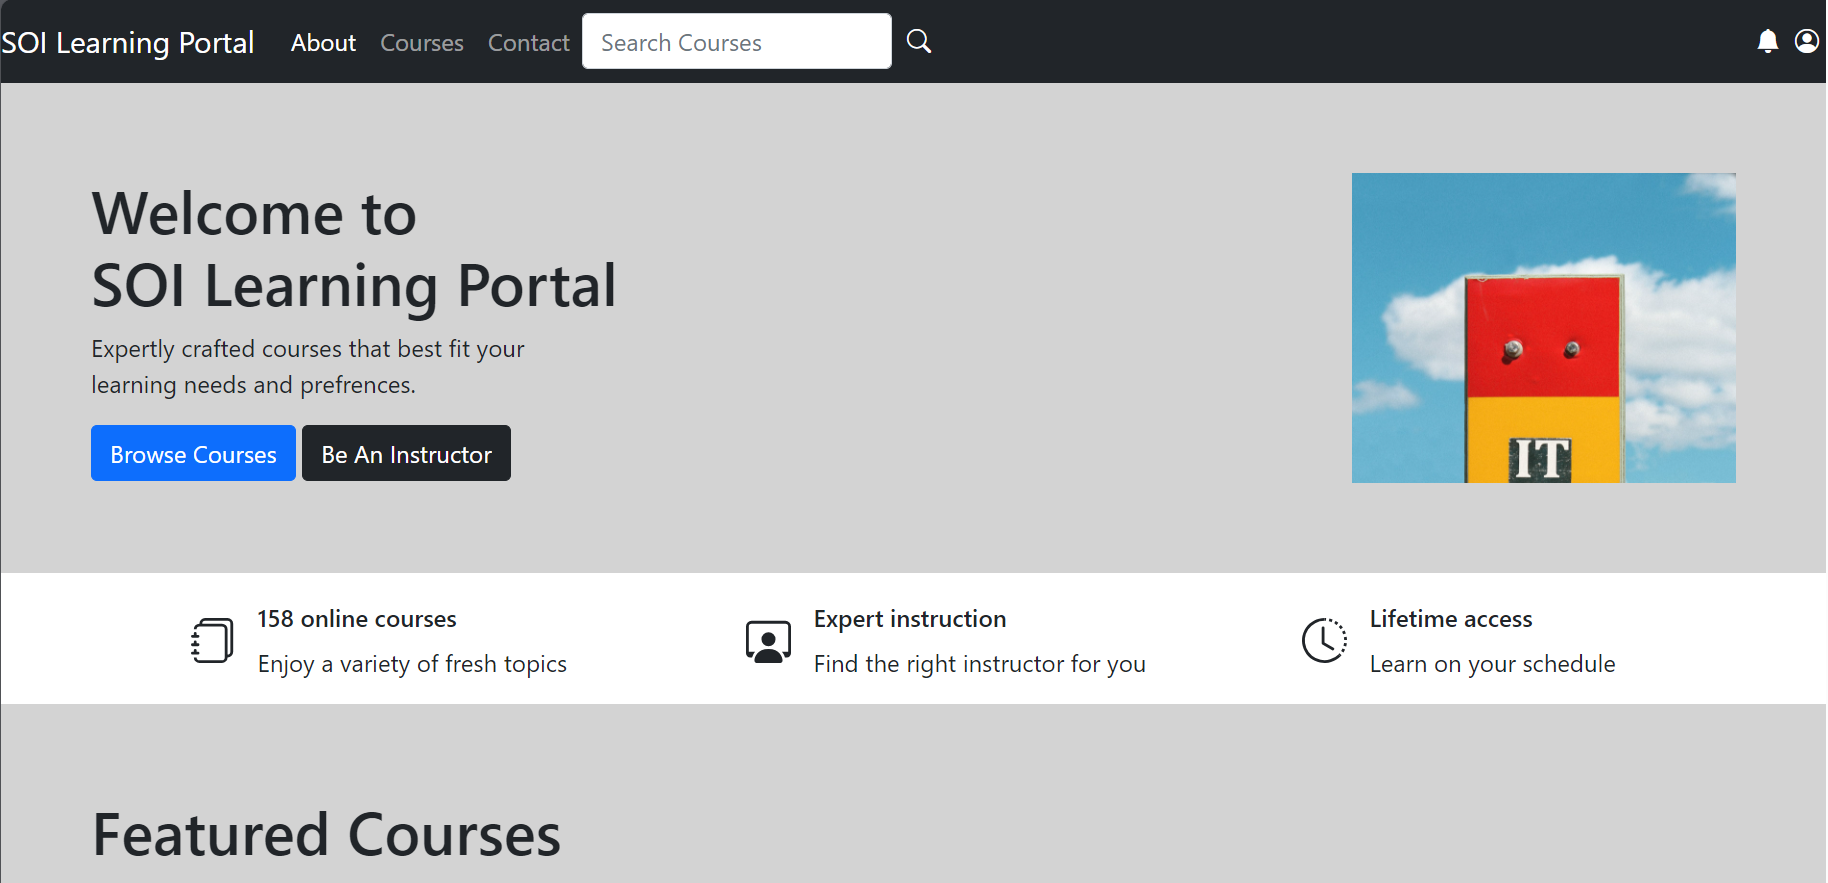 SOI Learning Portal About Courses Contact Search Courses
Welcome to
SOI Learning Portal
Expertly crafted courses that best fit your
learning needs and prefrences.
Browse Courses Be An Instructor
IT
158 online courses
Enjoy a variety of fresh topics
Expert instruction
Find the right instructor for you
Lifetime access
Learn on your schedule
Featured Courses